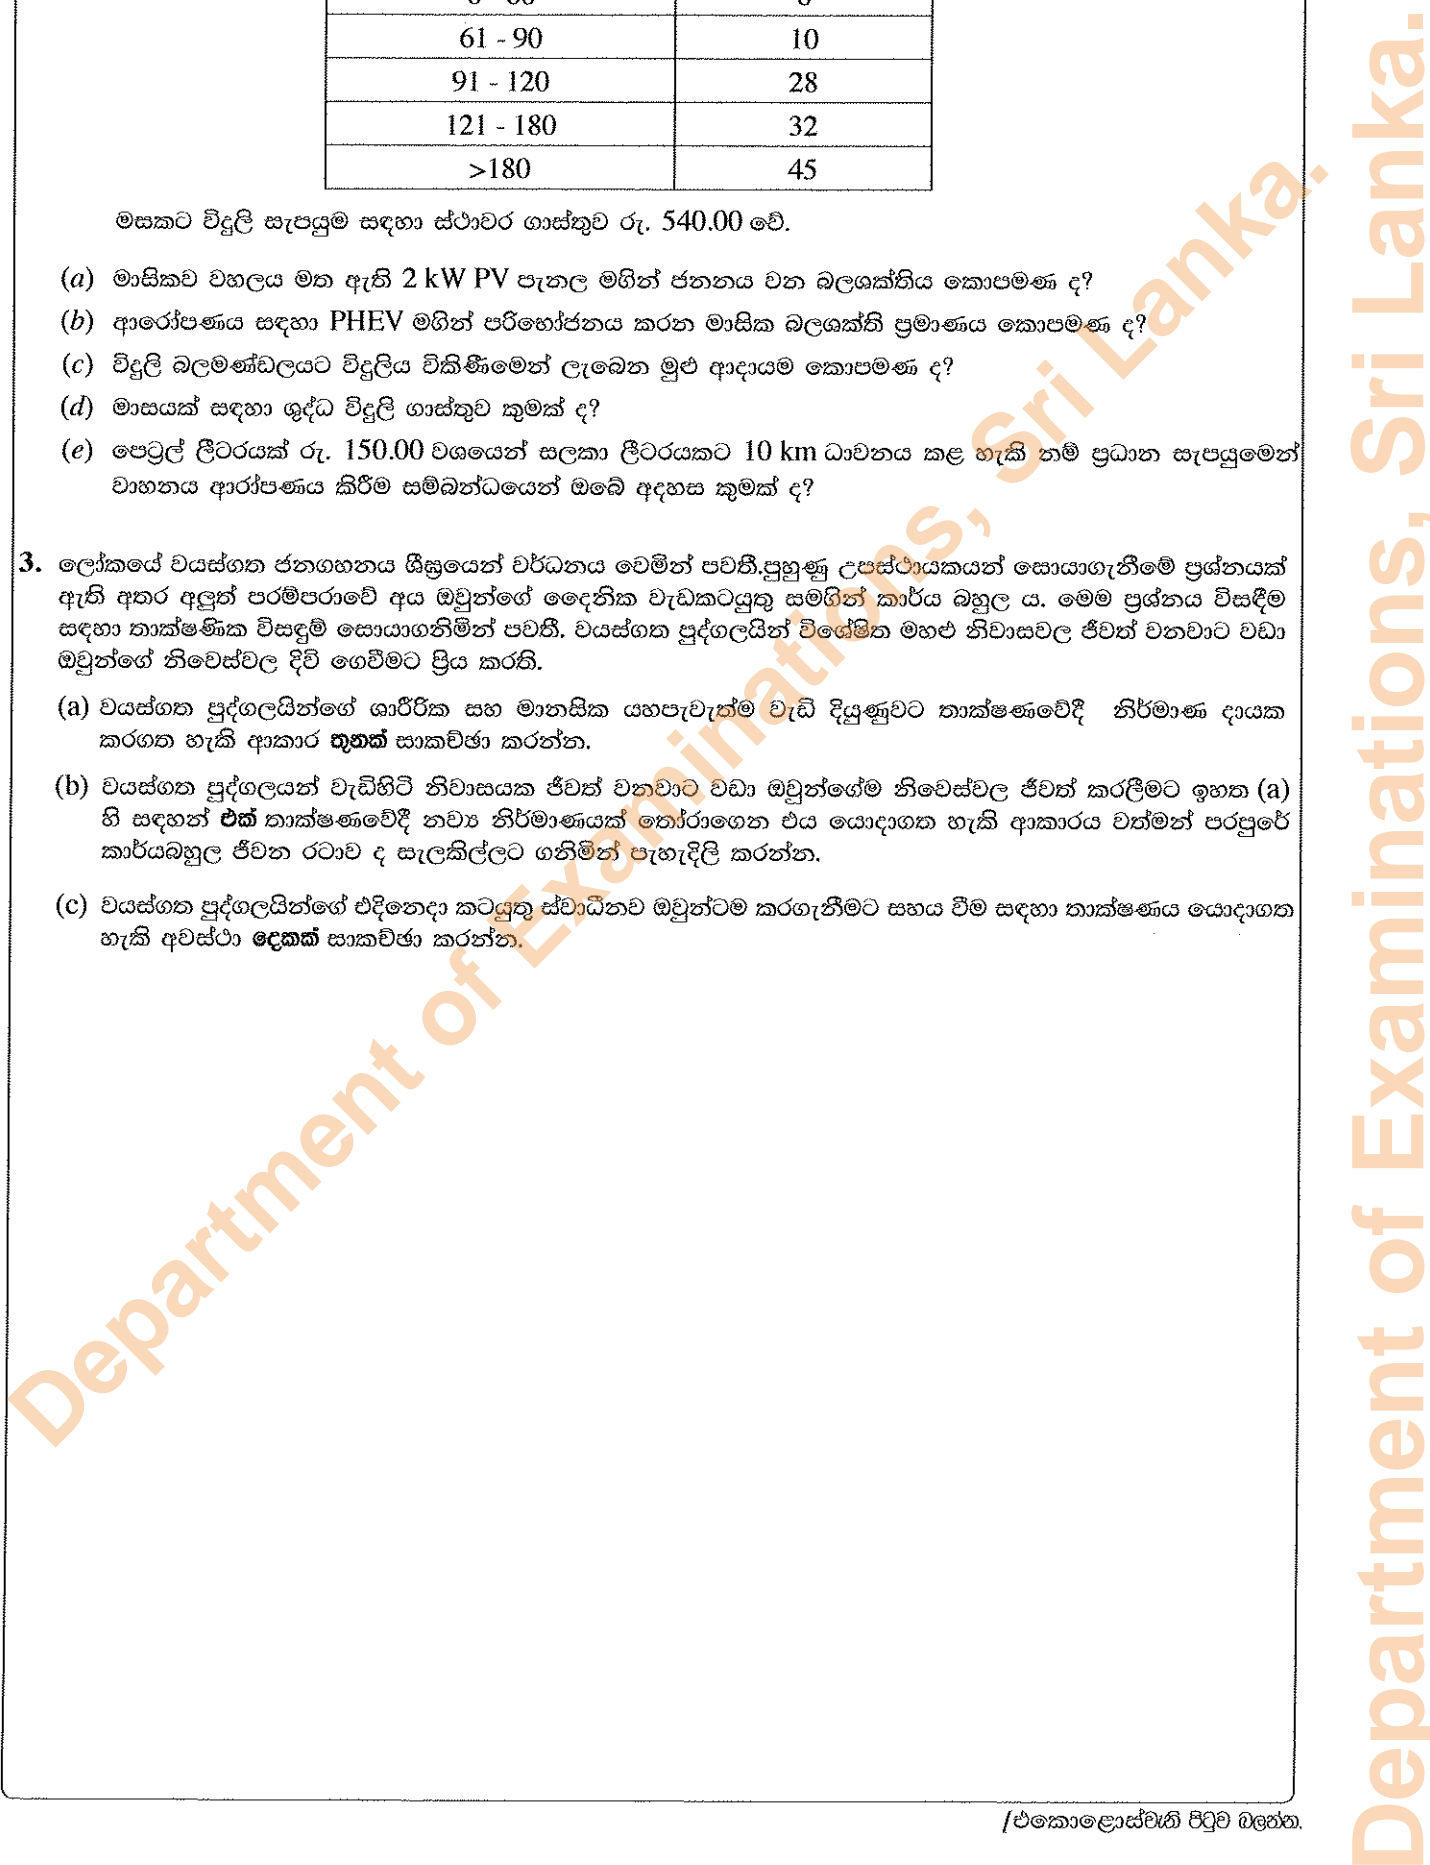 61 - 90 10
91 - 120 28
121 - 180 32
>180 45
මසකට විදුලි සැපයුම සඳහා ස්ථාවර ගාස්තුව රු. 540.00 වේ.
(a) මාසිකව වහලය මත ඇති 2 kW PV පැනල මගින් ජනනය වන බලශක්තිය කොපමණ ද?
(b) ආරෝපණය සඳහා PHEV මගින් පරිභෝජනය කරන මාසික බලශක්ති ප්‍රමාණය කොපමණ ද?
(c) විදුලි බලමණ්ඩලයට විදුලිය විකිණීමෙන් ලැබෙන මුළු ආදායම කොපමණ ද?
(d) මාසයක් සඳහා ශුද්ධ විදුලි ගාස්තුව කුමක් ද?
(e) පෙට්‍රල් ලීටරයක් රු. 150.00 වශයෙන් සලකා ලීටරයකට 10 km ධාවනය කළ හැකි නම් ප්‍රධාන සැපයුමෙන්
වාහනය ආරෝපණය කිරීම සම්බන්ධයෙන් ඔබේ අදහස කුමක් ද?
3. ලෝකයේ වයස්ගත ජනගහනය ශීඝ්‍රයෙන් වර්ධනය වෙමින් පවතී.පුහුණු උපස්ථායකයන් සොයාගැනීමේ ප්‍රශ්නයක්
ඇති අතර අලුත් පරම්පරාවේ අය ඔවුන්ගේ දෛනික වැඩකටයුතු සමගින් කාර්ය බහුල ය. මෙම ප්‍රශ්නය විසඳීම
සඳහා තාක්ෂණික විසඳුම් සොයාගනිමින් පවතී. වයස්ගත පුද්ගලයින් විශේෂිත මහළු නිවාසවල ජීවත් වනවාට වඩා
ඔවුන්ගේ නිවෙස්වල දිවි ගෙවීමට ප්‍රිය කරති.
(a) වයස්ගත පුද්ගලයින්ගේ ශාරීරික සහ මානසික යහපැවැත්ම වැඩි දියුණුවට තාක්ෂණවේදී නිර්මාණ දායක
කරගත හැකි ආකාර තුනක් සාකච්ඡා කරන්න.
(b) වයස්ගත පුද්ගලයන් වැඩිහිටි නිවාසයක ජීවත් වනවාට වඩා ඔවුන්ගේම නිවෙස්වල ජීවත් කරලීමට ඉහත (a)
හි සඳහන් එක් තාක්ෂණවේදී නව්‍ය නිර්මාණයක් තෝරාගෙන එය යොදාගත හැකි ආකාරය වත්මන් පරපුරේ
කාර්යබහුල ජීවන රටාව ද සැලකිල්ලට ගනිමින් පැහැදිලි කරන්න.
(c) වයස්ගත පුද්ගලයින්ගේ එදිනෙදා කටයුතු ස්වාධීනව ඔවුන්ටම කරගැනීමට සහය වීම සඳහා තාක්ෂණය යොදාගත
හැකි අවස්ථා දෙකක් සාකච්ඡා කරන්න.
/එකොළොස්වැනි පිටුව බලන්න.
Department of Examinations, Sri Lanka.
Department of Examinations, Sri Lanka.